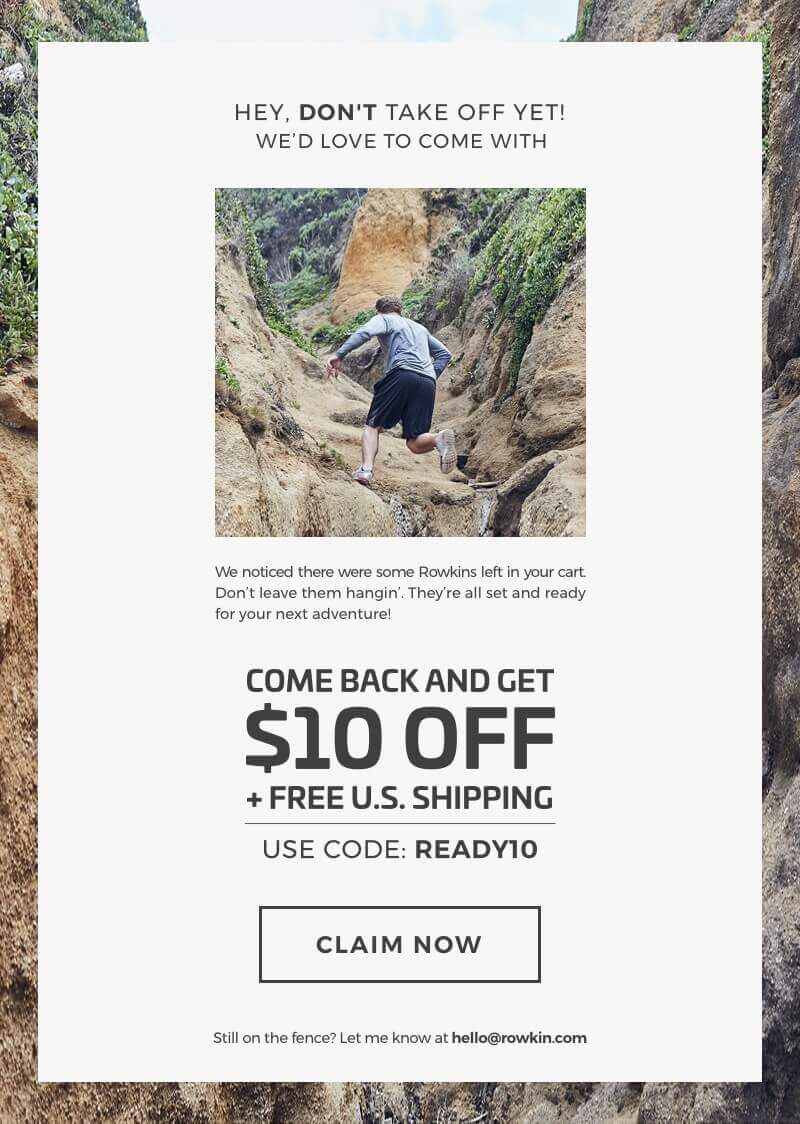 HEY, DON'T TAKE OFF YET!
WE’D LOVE TO COME WITH
We noticed there were some Rowkins left in your cart.
Don’t leave them hangin’. They’re all set and ready
for your next adventure!
COME BACK AND GET
$10 OFF
+ FREE U.S. SHIPPING
USE CODE: READY10
CLAIM NOW
Still on the fence? Let me know at hello@rowkin.com